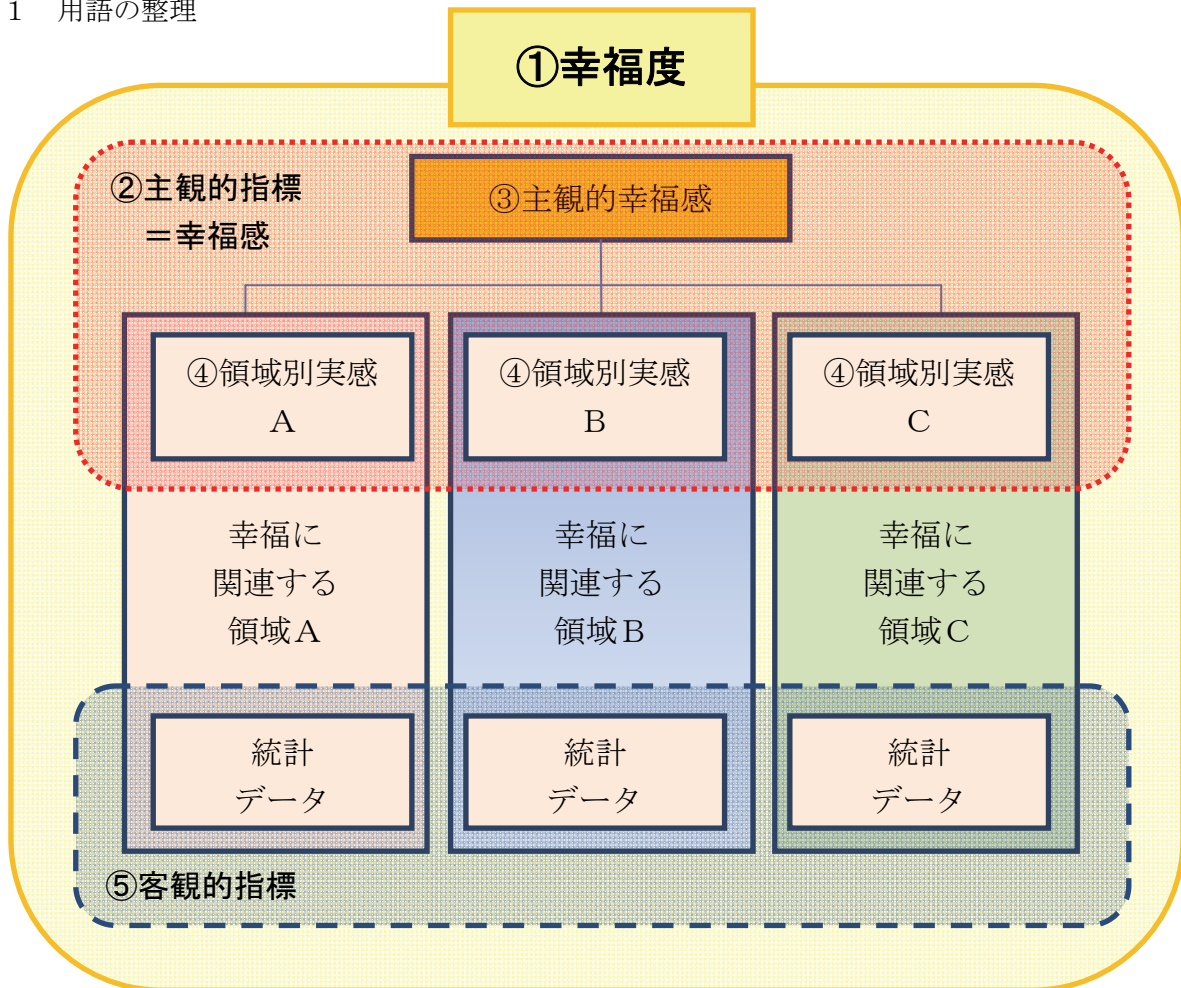 1 用語の整理
①幸福度
②主観的指標
＝幸福感
③主観的幸福感
④領域別実感
A
④領域別実感
B
④領域別実感
C
幸福に
関連する
領域A
幸福に
関連する
領域B
幸福に
関連する
領域C
統計
データ
統計
データ
統計
データ
⑤客観的指標